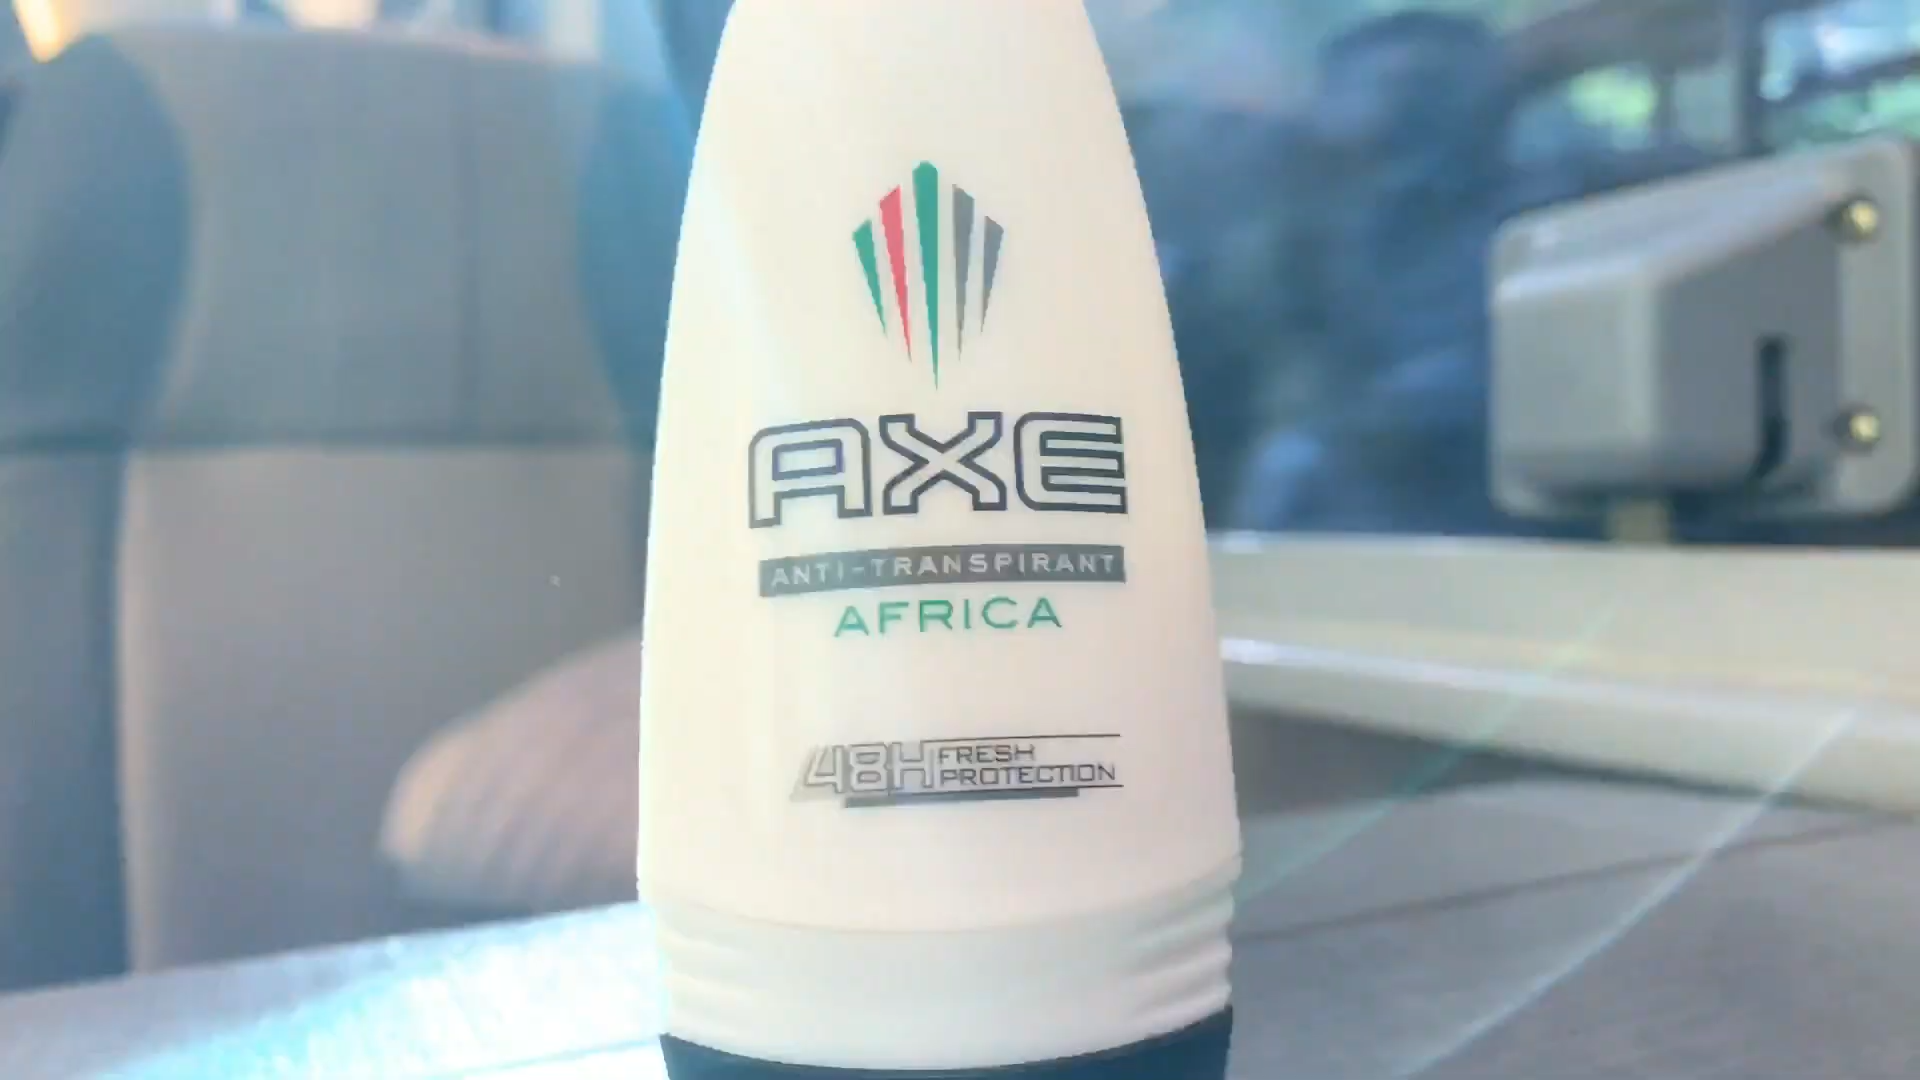 AXE
ANTI-TRANSPIRANT
AFRICA
48H FRESH
PROTECTION